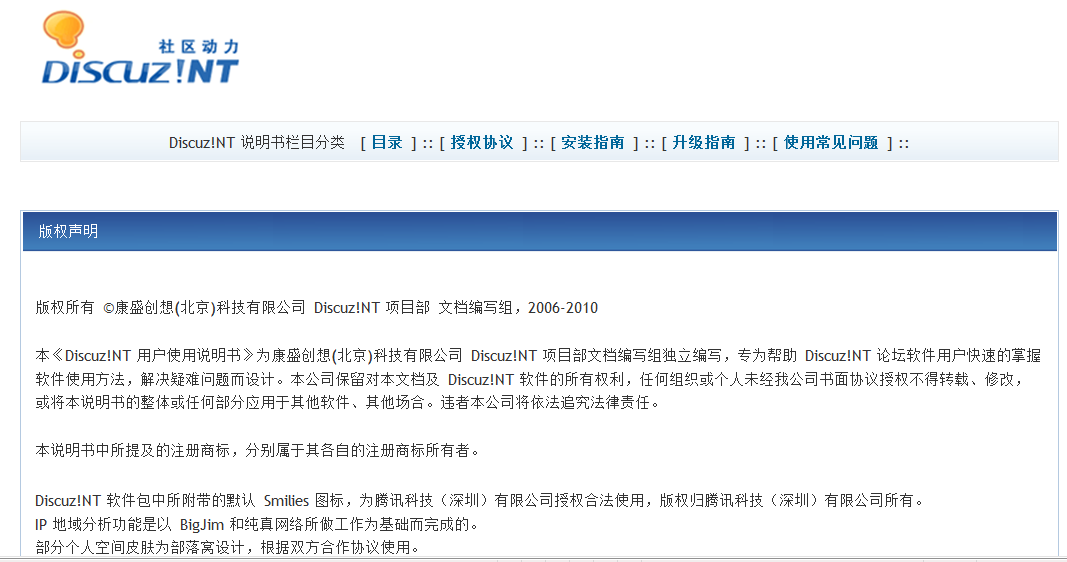 社区动力
DiSCUZ!NT
Discuz!NT 说明书栏目分类 [ 目录 ] :: [ 授权协议 ] :: [ 安装指南 ] :: [ 升级指南 ] :: [ 使用常见问题 ] ::
版权声明
版权所有 ©康盛创想(北京)科技有限公司 Discuz!NT 项目部 文档编写组，2006-2010
本《Discuz!NT 用户使用说明书》为康盛创想(北京)科技有限公司 Discuz!NT 项目部文档编写组独立编写，专为帮助 Discuz!NT 论坛软件用户快速的掌握
软件使用方法，解决疑难问题而设计。本公司保留对本文档及 Discuz!NT 软件的所有权利，任何组织或个人未经我公司书面协议授权不得转载、修改，
或将本说明书的整体或任何部分应用于其他软件、其他场合。违者本公司将依法追究法律责任。
本说明书中所提及的注册商标，分别属于其各自的注册商标所有者。
Discuz!NT 软件包中所附带的默认 Smilies 图标，为腾讯科技（深圳）有限公司授权合法使用，版权归腾讯科技（深圳）有限公司所有。
IP 地域分析功能是以 BigJim 和纯真网络所做工作为基础而完成的。
部分个人空间皮肤为部落窝设计，根据双方合作协议使用。